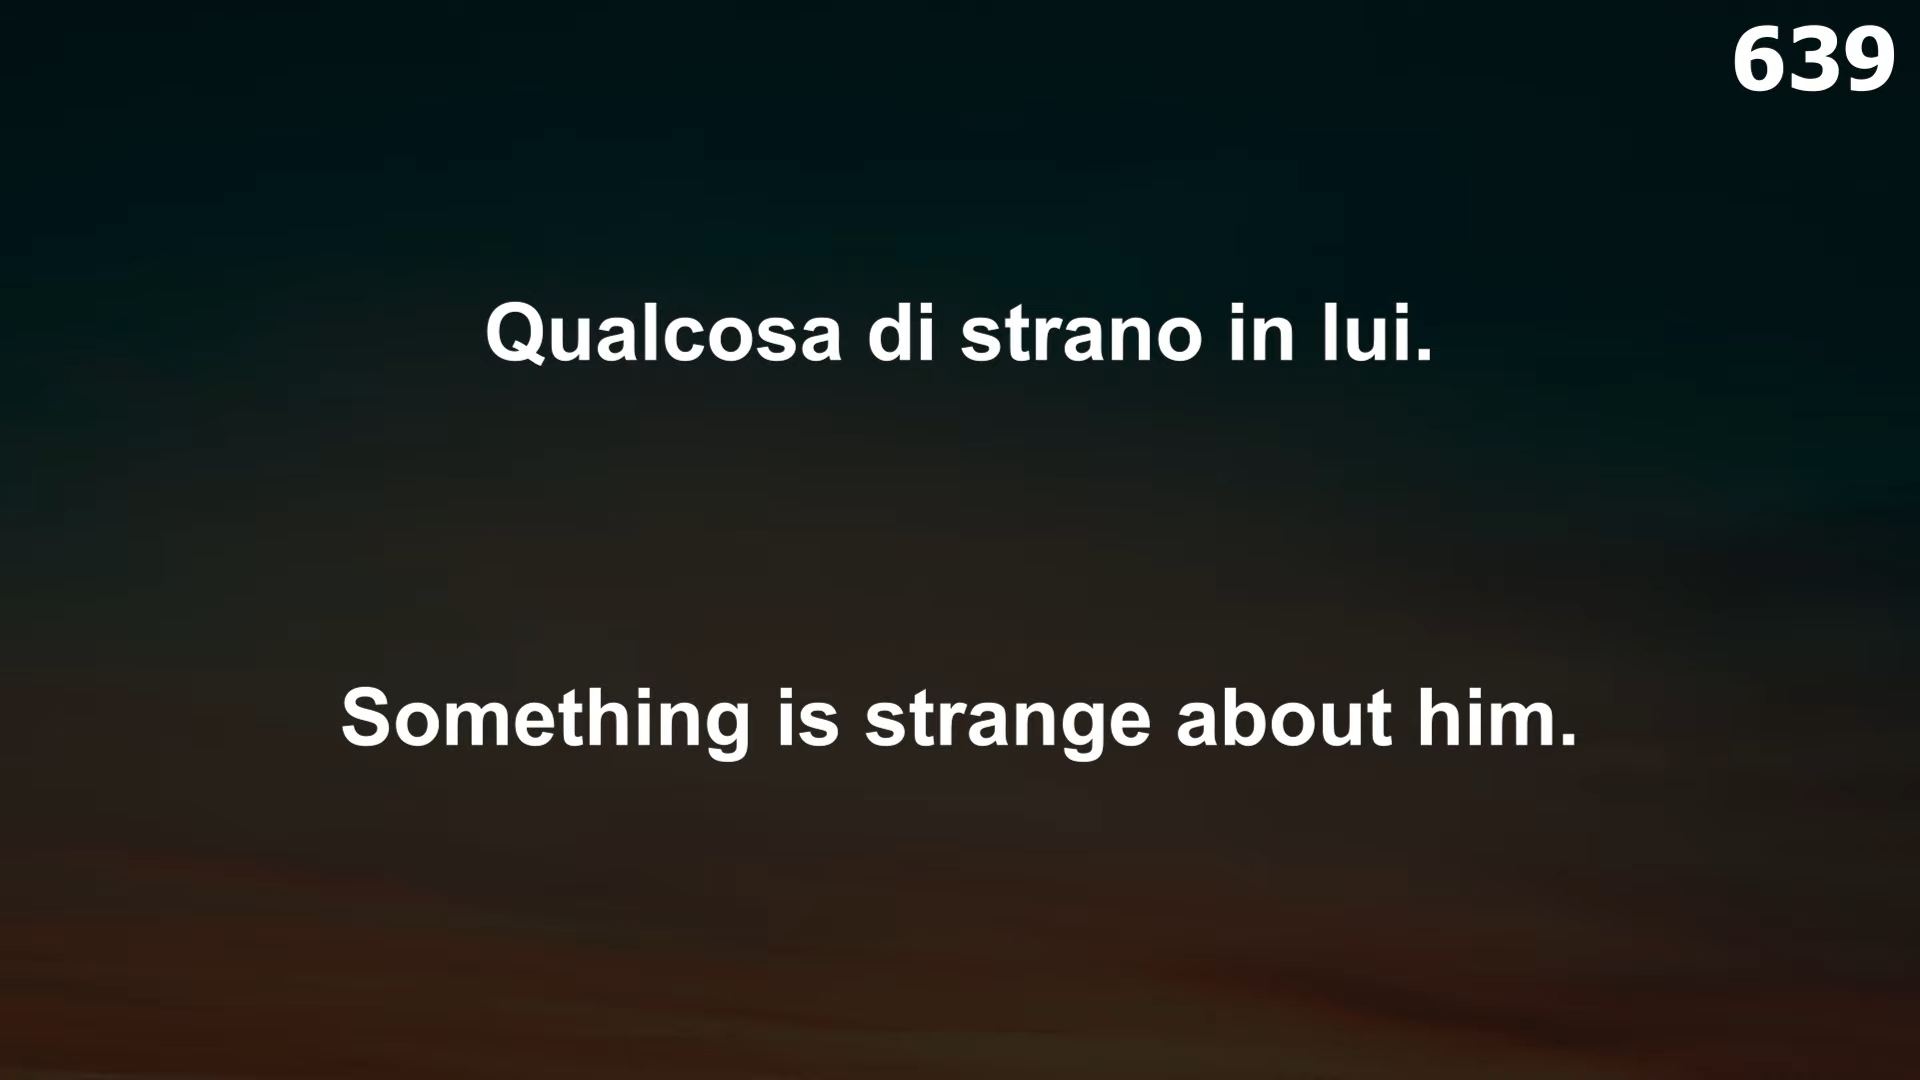 639
Qualcosa di strano in lui.
Something is strange about him.